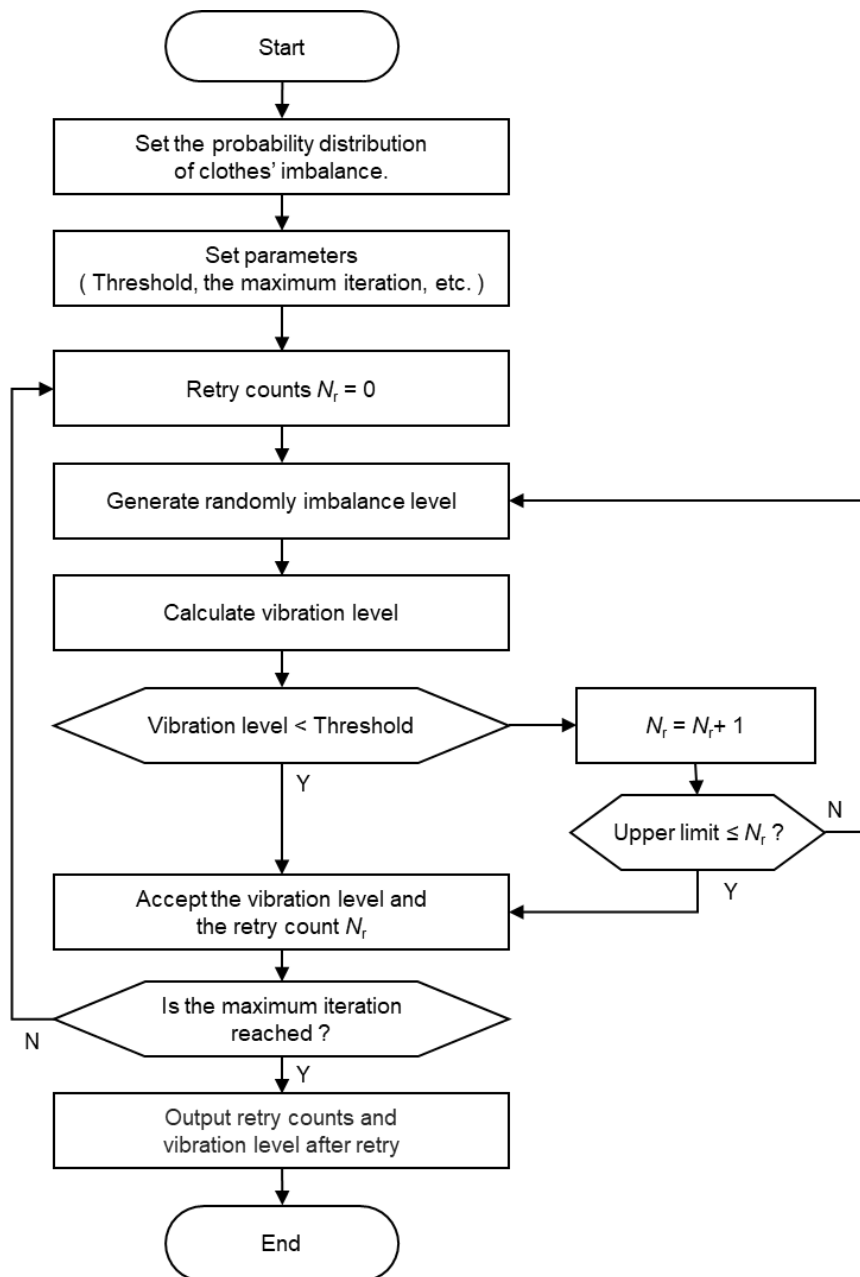 Start
Set the probability distribution
of clothes’ imbalance.
Set parameters
( Threshold, the maximum iteration, etc. )
Retry counts Nr = 0
Generate randomly imbalance level
Calculate vibration level
Vibration level < Threshold
Nr = Nr+ 1
Y
Upper limit ≤ Nr ?
N
Y
Accept the vibration level and
the retry count Nr
Is the maximum iteration
reached ?
N
Y
Output retry counts and
vibration level after retry
End